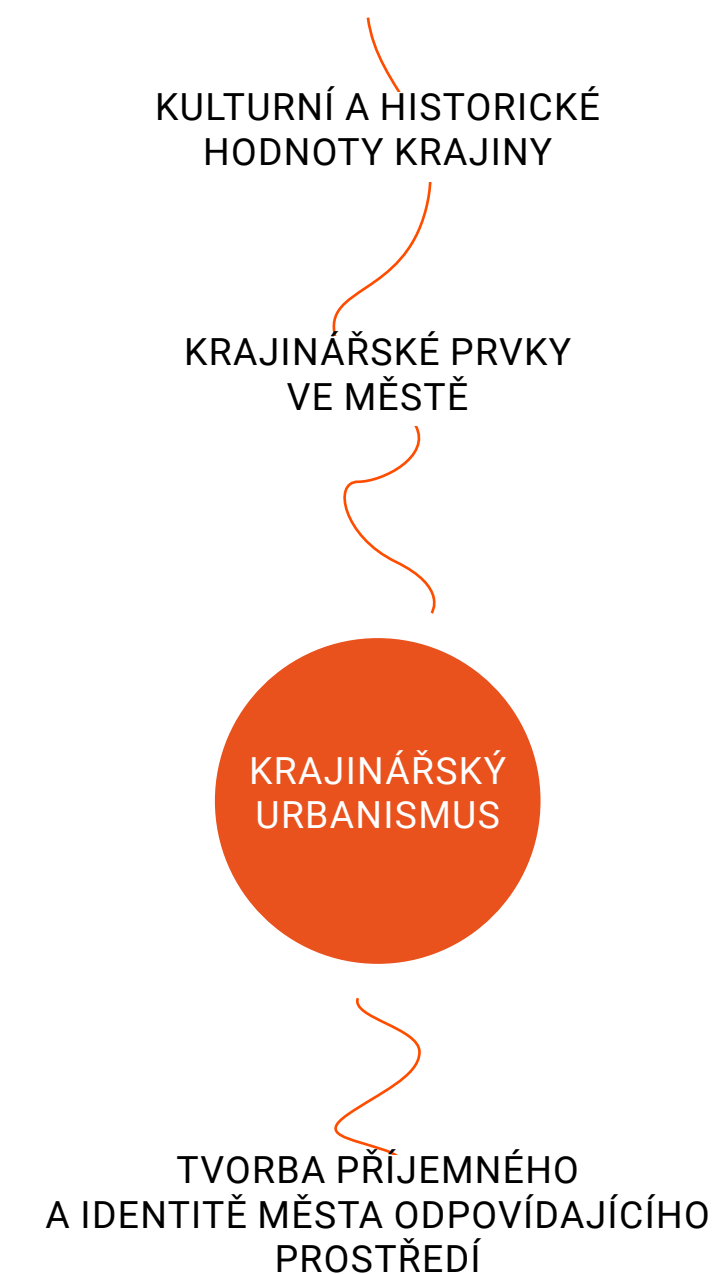 KULTURNÍ A HISTORICKÉ
HODNOTY KRAJINY
KRAJINÁŘSKÉ PRVKY
VE MĚSTĚ
KRAJINÁŘSKÝ
URBANISMUS
TVORBA PŘÍJEMNÉHO
A IDENTITĚ MĚSTA ODPOVÍDAJÍCÍHO
PROSTŘEDÍ